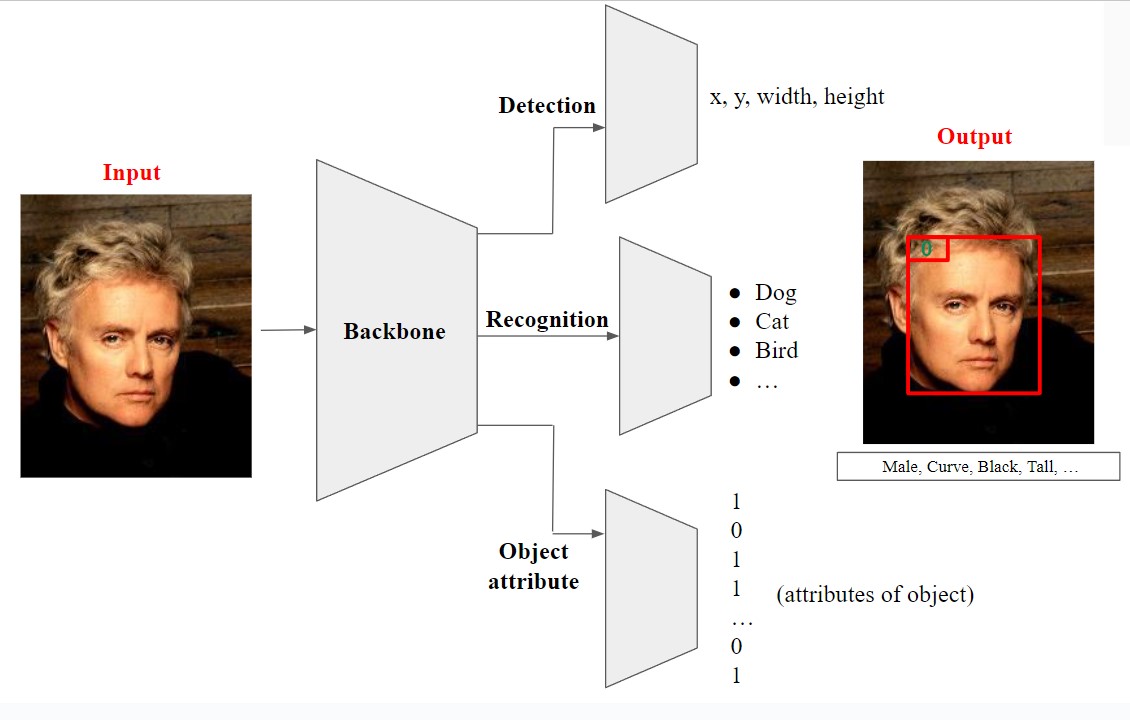 Input
Backbone
Detection
x, y, width, height
Recognition
● Dog
● Cat
● Bird
● …
Object
attribute
1
0
1
1
…
0
1
(attributes of object)
Output
0
Male, Curve, Black, Tall, …